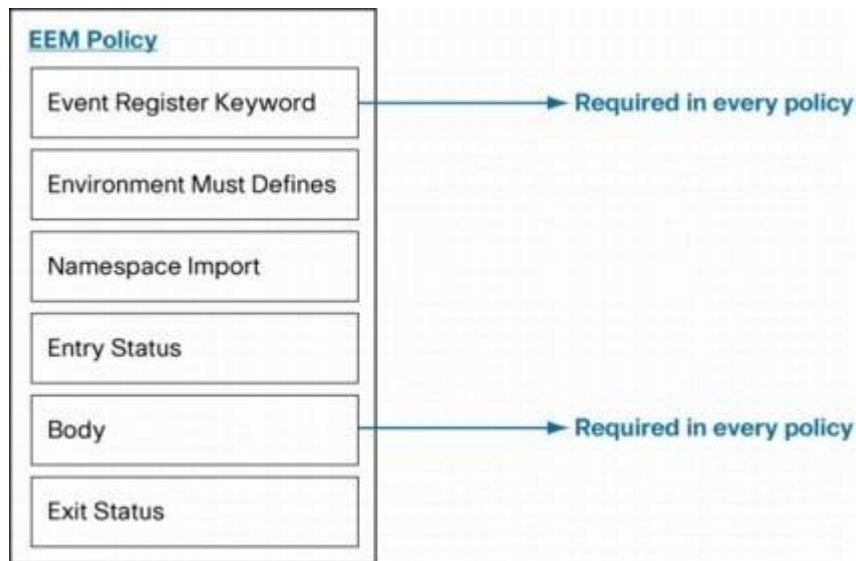 EEM Policy
Event Register Keyword
Required in every policy
Environment Must Defines
Namespace Import
Entry Status
Body
Required in every policy
Exit Status